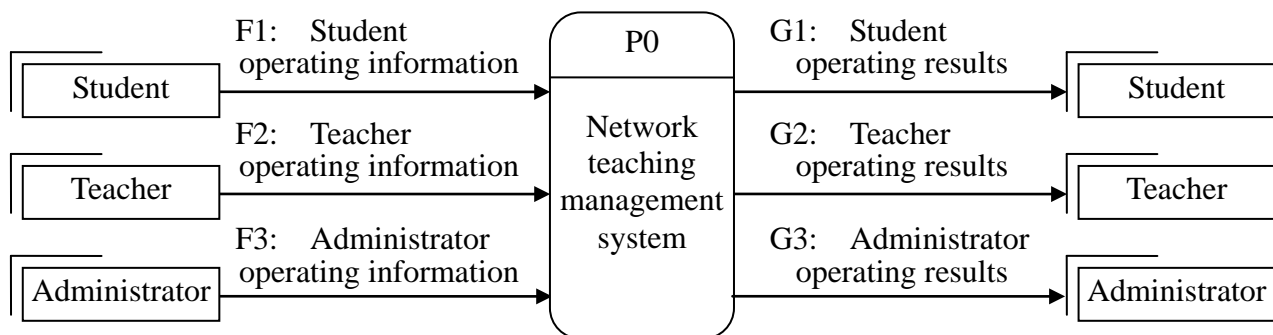 F1: Student
operating information
P0
G1: Student
operating results
Student
Student
F2: Teacher
operating information
Network
teaching
management
system
G2: Teacher
operating results
Teacher
Teacher
F3: Administrator
operating information
G3: Administrator
operating results
Administrator
Administrator